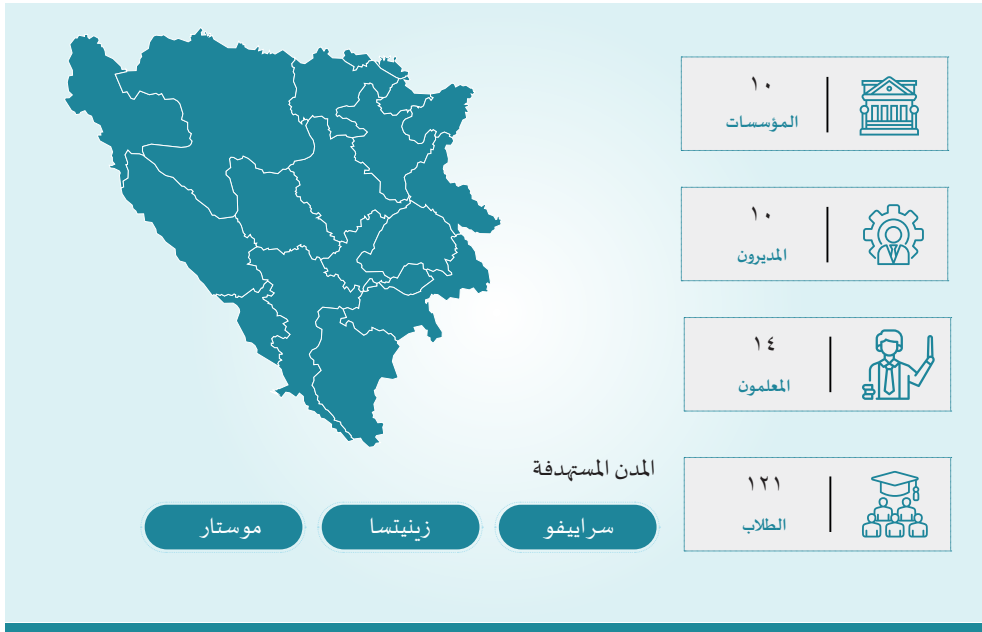 ١٠
المؤسسات
١٠
المديرون
١٤
المعلمون
١٢١
الطلاب
المدن المستهدفة
سراييفو
زينيتسا
موستار